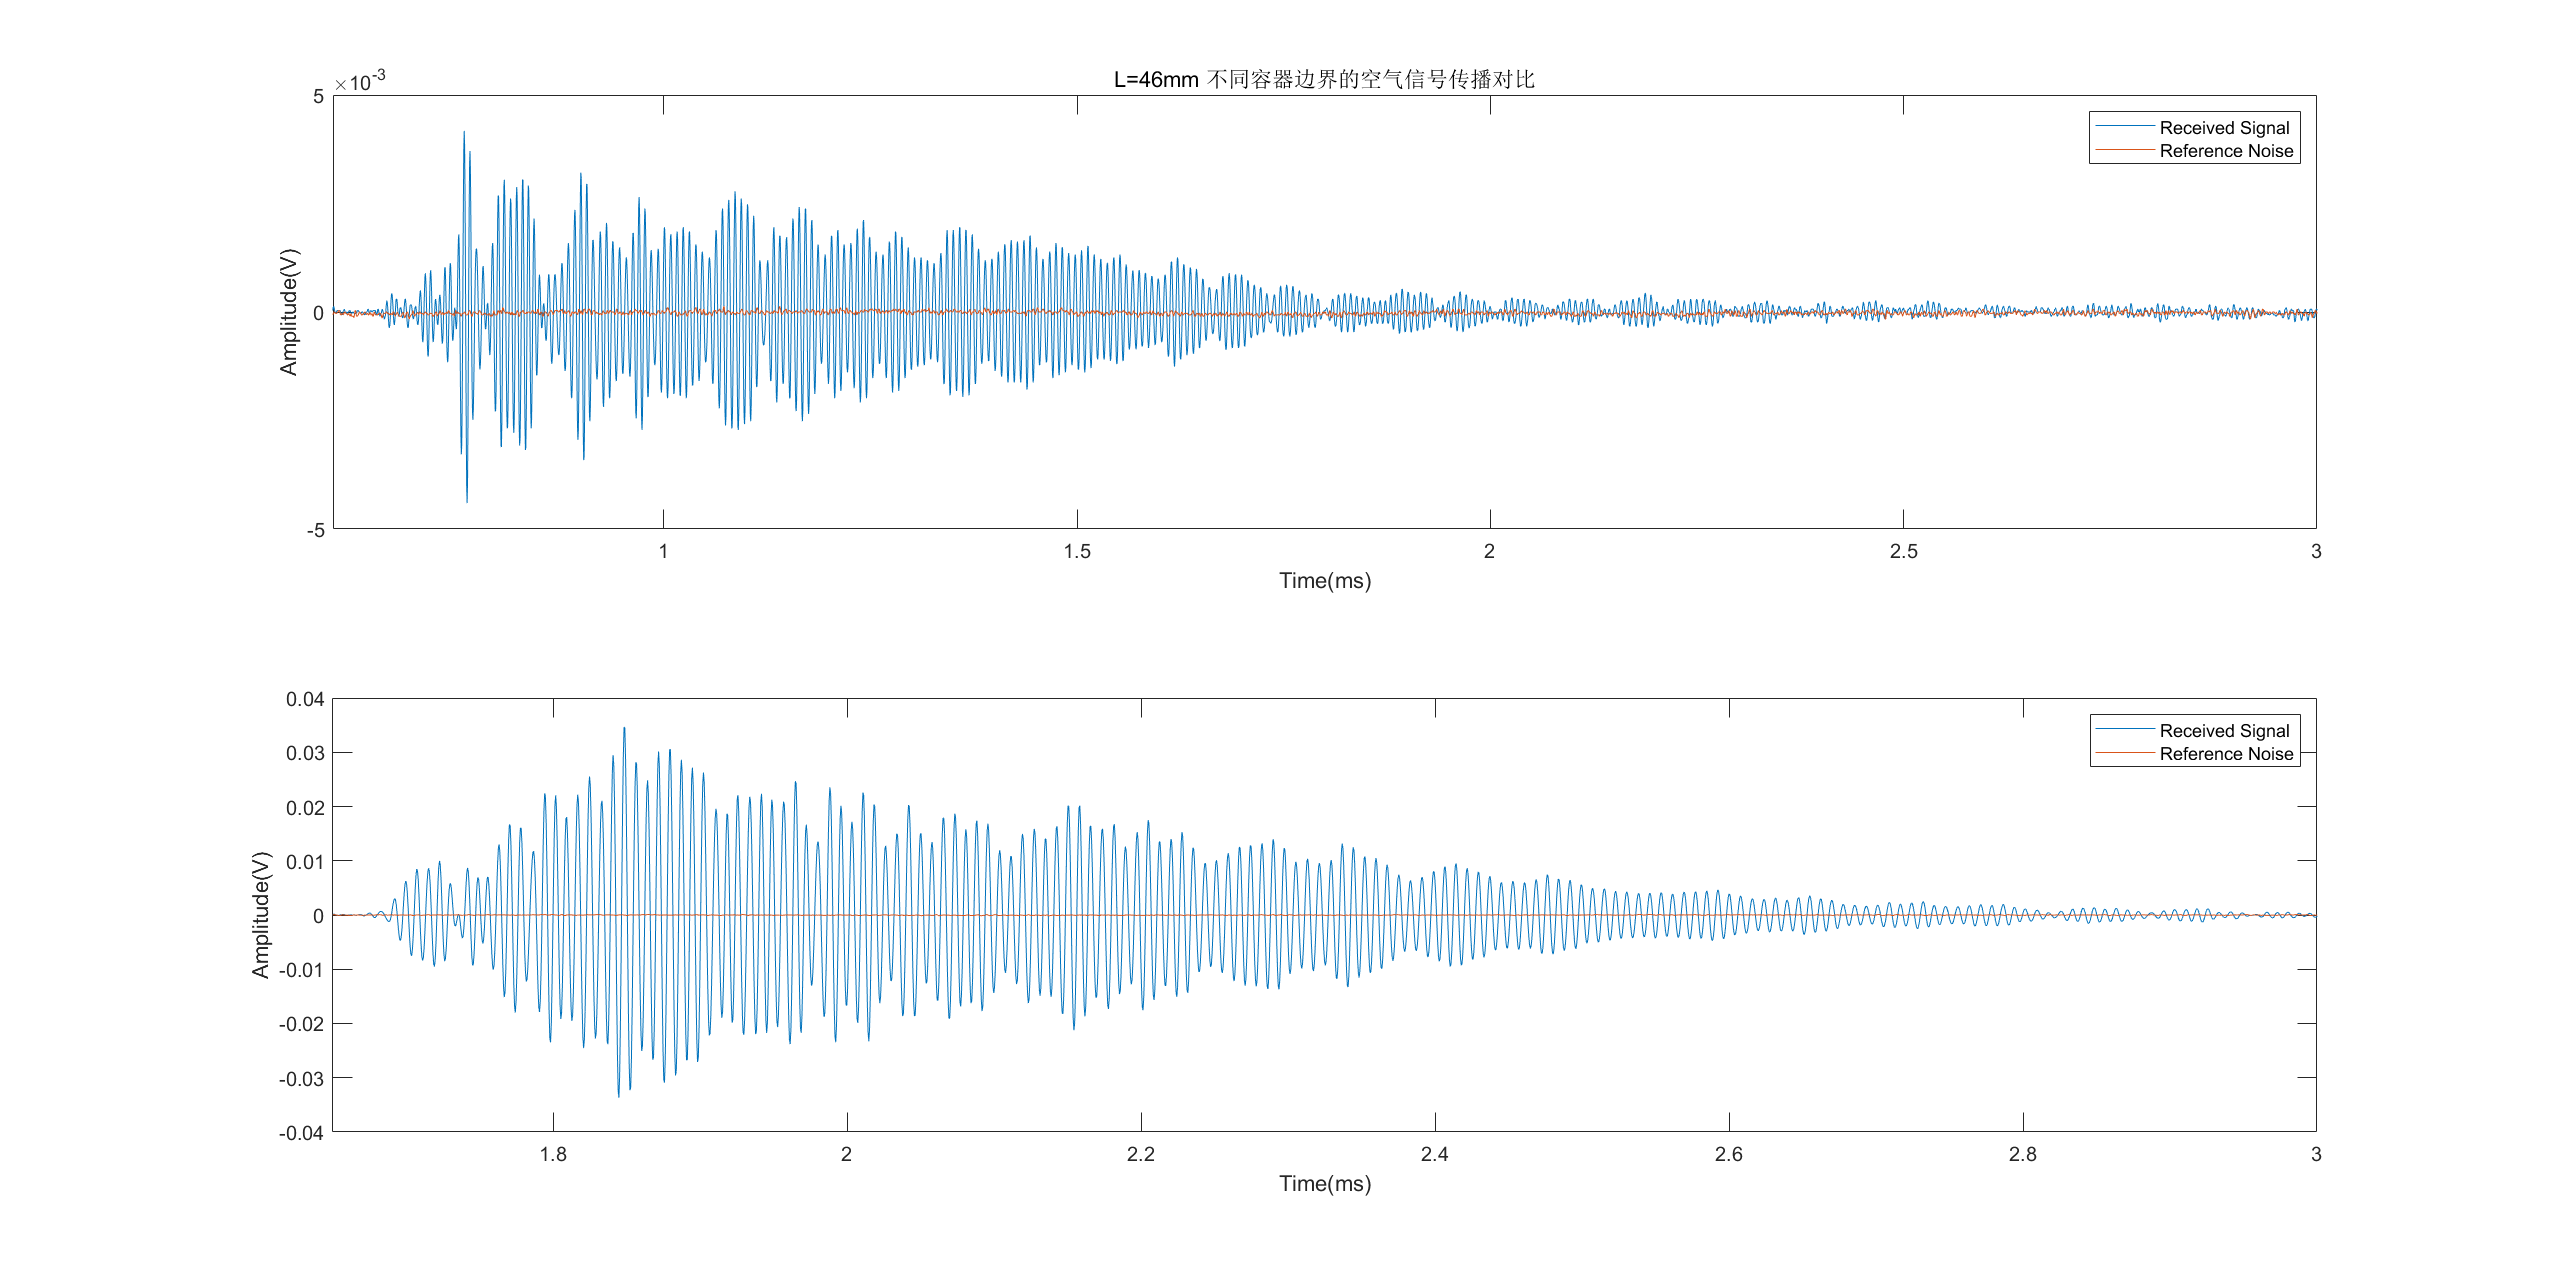 L=46mm 不同容器边界的空气信号传播对比
×10-3
5
0
-5
Amplitude(V)
Received Signal
Reference Noise
1 1.5 2 2.5 3
Time(ms)
0.04
0.03
0.02
0.01
0
-0.01
-0.02
-0.03
-0.04
Amplitude(V)
Received Signal
Reference Noise
1.8 2 2.2 2.4 2.6 2.8 3
Time(ms)